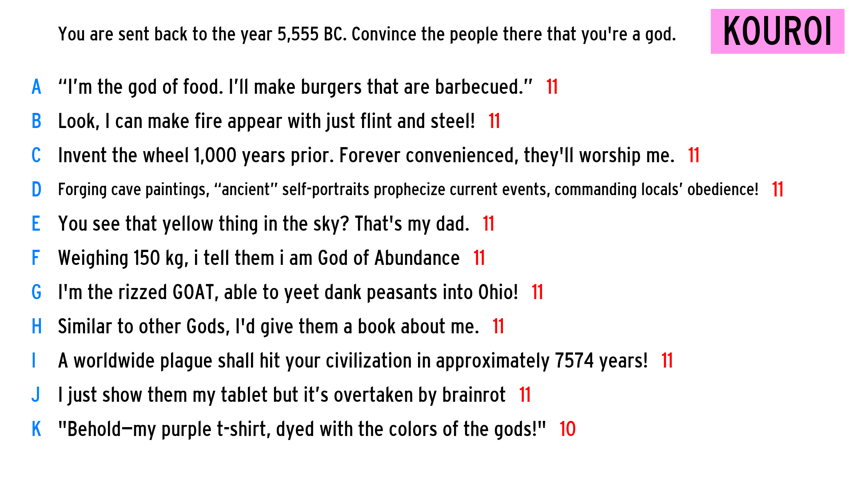 You are sent back to the year 5,555 BC. Convince the people there that you're a god.
KOUROI
A “I’m the god of food. I’ll make burgers that are barbecued.” 11
B Look, I can make fire appear with just flint and steel! 11
C Invent the wheel 1,000 years prior. Forever convenienced, they'll worship me. 11
D Forging cave paintings, “ancient” self-portraits prophecize current events, commanding locals’ obedience! 11
E You see that yellow thing in the sky? That's my dad. 11
F Weighing 150 kg, i tell them i am God of Abundance 11
G I'm the rizzed GOAT, able to yeet dank peasants into Ohio! 11
H Similar to other Gods, I'd give them a book about me. 11
I A worldwide plague shall hit your civilization in approximately 7574 years! 11
J I just show them my tablet but it’s overtaken by brainrot 11
K "Behold—my purple t-shirt, dyed with the colors of the gods!" 10